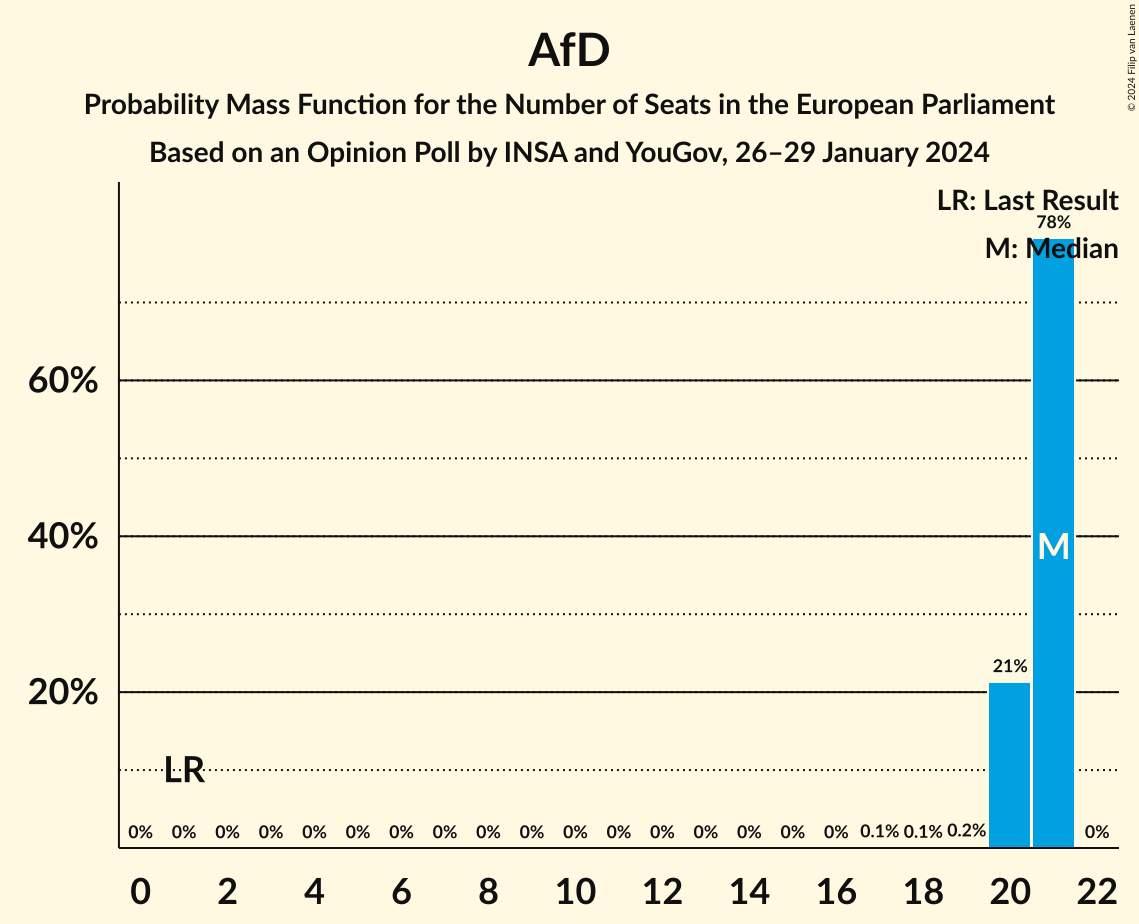 AfD
Probability Mass Function for the Number of Seats in the European Parliament
Based on an Opinion Poll by INSA and YouGov, 26–29 January 2024
© 2024 Filip van Laenen
LR: Last Result
78%
M: Median
60%
40%
M
21%
20%
LR
0% 0% 0% 0% 0% 0% 0% 0% 0% 0% 0% 0% 0% 0% 0% 0% 0% 0.1% 0.1% 0.2% 0%
0 2 4 6 8 10 12 14 16 18 20 22